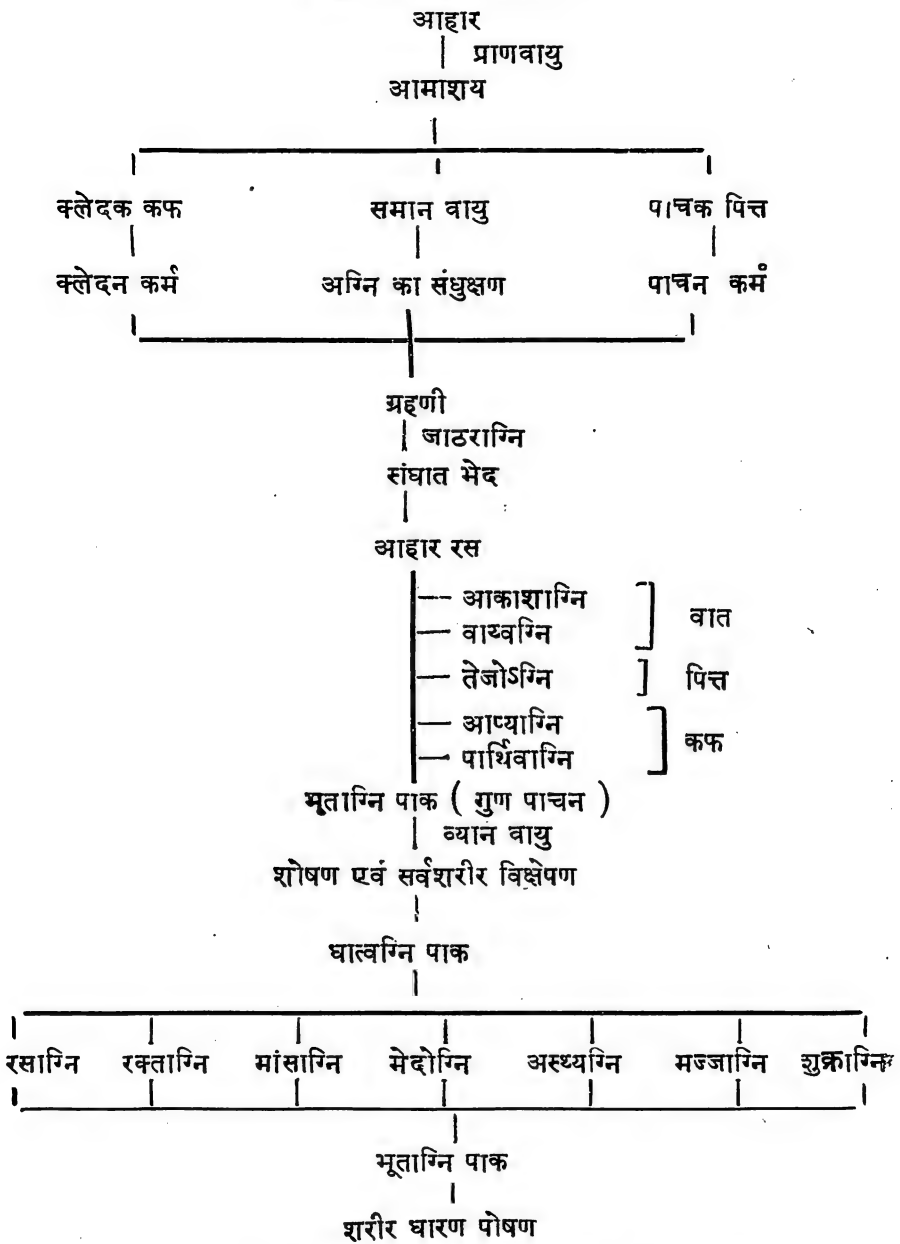 आहार
प्राणवायु
आमाशय
क्लेदक कफ समान वायु पाचक पित्त
क्लेदन कर्म अग्नि का संधुक्षण पाचन कर्म
ग्रहणी
जाठराग्नि
संघात भेद
आहार रस
आकाशाग्नि
वाय्वग्नि
वात
तेजोऽग्नि ] पित्त
आप्याग्नि
पार्थिवाग्नि
कफ
भूताग्नि पाक ( गुण पाचन )
व्यान वायु
शोषण एवं सर्वशरीर विक्षेपण
धात्वग्नि पाक
रसाग्नि रक्ताग्नि मांसाग्नि मेदोग्नि अस्थ्यग्नि मज्जाग्नि शुक्राग्नि
भूताग्नि पाक
शरीर धारण पोषण